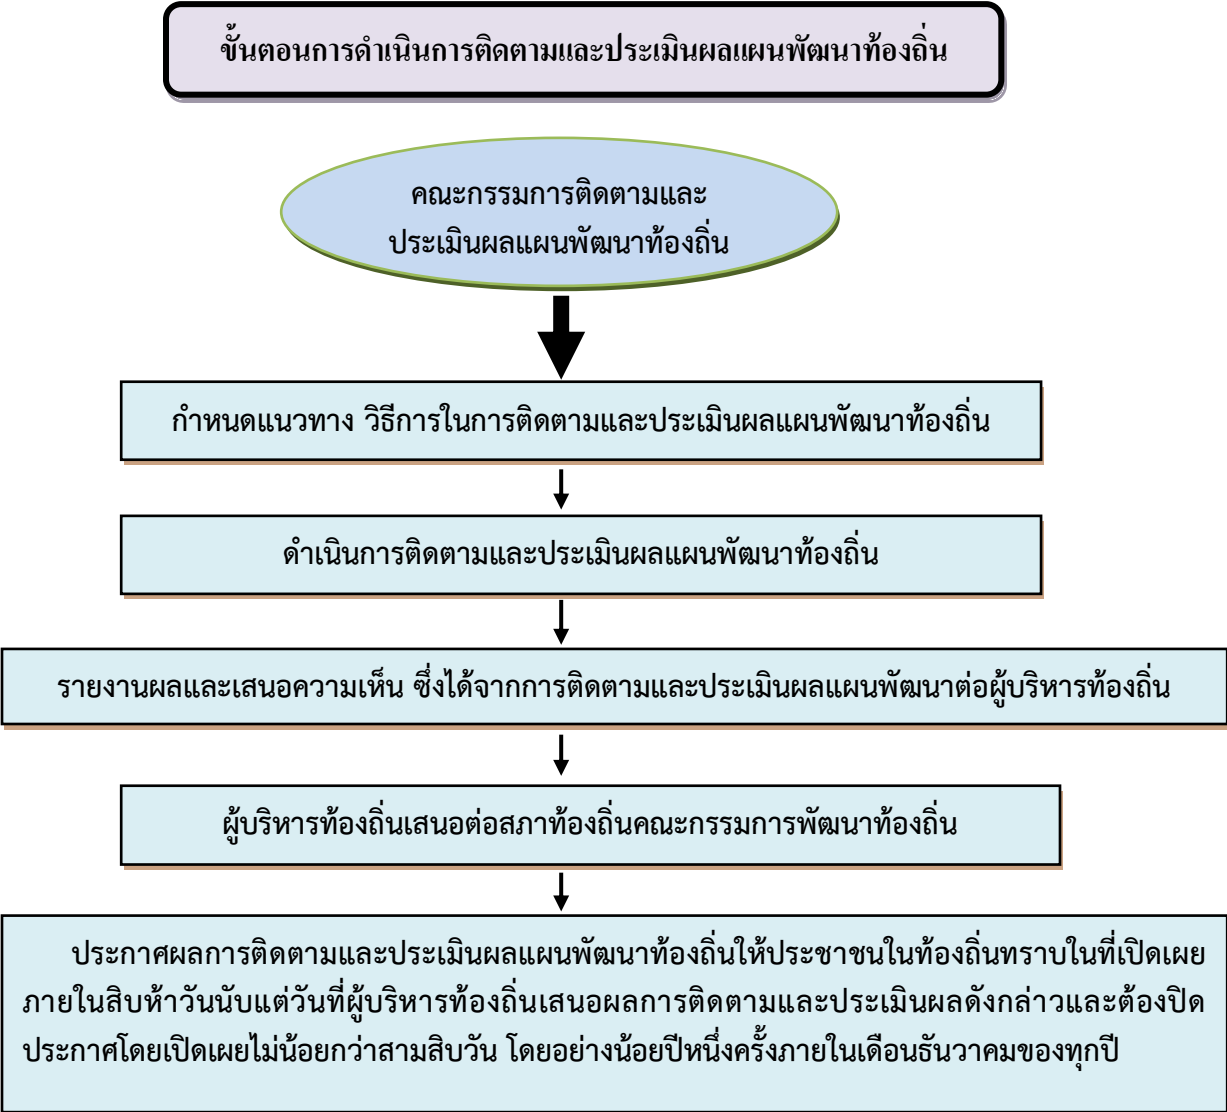 ขั้นตอนการดำเนินการติดตามและประเมินผลแผนพัฒนาท้องถิ่น
คณะกรรมการติดตามและ
ประเมินผลแผนพัฒนาท้องถิ่น
กำหนดแนวทาง วิธีการในการติดตามและประเมินผลแผนพัฒนาท้องถิ่น
ดำเนินการติดตามและประเมินผลแผนพัฒนาท้องถิ่น
รายงานผลและเสนอความเห็น ซึ่งได้จากการติดตามและประเมินผลแผนพัฒนาต่อผู้บริหารท้องถิ่น
ผู้บริหารท้องถิ่นเสนอต่อสภาท้องถิ่นคณะกรรมการพัฒนาท้องถิ่น
ประกาศผลการติดตามและประเมินผลแผนพัฒนาท้องถิ่นให้ประชาชนในท้องถิ่นทราบในที่เปิดเผย
ภายในสิบห้าวันนับแต่วันที่ผู้บริหารท้องถิ่นเสนอผลการติดตามและประเมินผลดังกล่าวและต้องปิด
ประกาศโดยเปิดเผยไม่น้อยกว่าสามสิบวัน โดยอย่างน้อยปีหนึ่งครั้งภายในเดือนธันวาคมของทุกปี